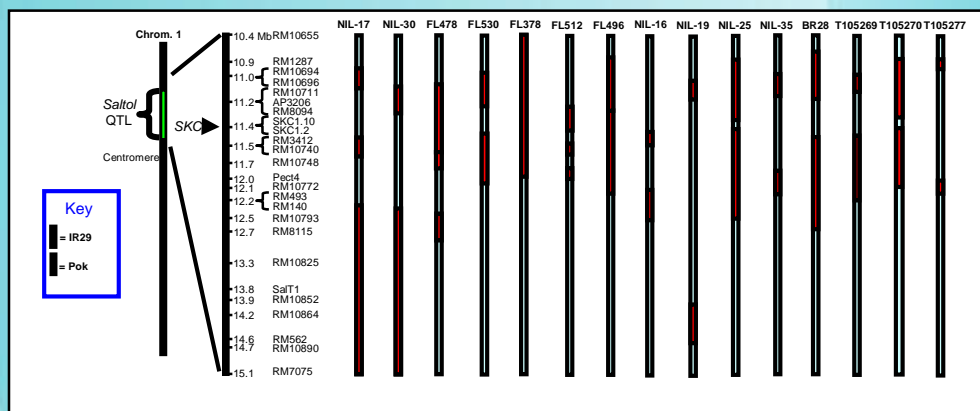 NIL-17 NIL-30 FL478 FL530 FL378 FL512 FL496 NIL-16 NIL-19 NIL-25 NIL-35 BR28 T105269 T105270 T105277
Chrom. 1
Saltol
QTL
SKC
Centromere
Key
= IR29
= Pok
10.4 Mb RM10655
10.9 RM1287
11.0 RM10694
RM10696
RM10711
11.2 AP3206
RM8094
11.4 SKC1.10
SKC1.2
11.5 RM3412
RM10740
11.7 RM10748
12.0 Pect4
12.1 RM10772
12.2 RM493
RM140
12.5 RM10793
12.7 RM8115
13.3 RM10825
13.8 SalT1
13.9 RM10852
14.2 RM10864
14.6 RM562
14.7 RM10890
15.1 RM7075